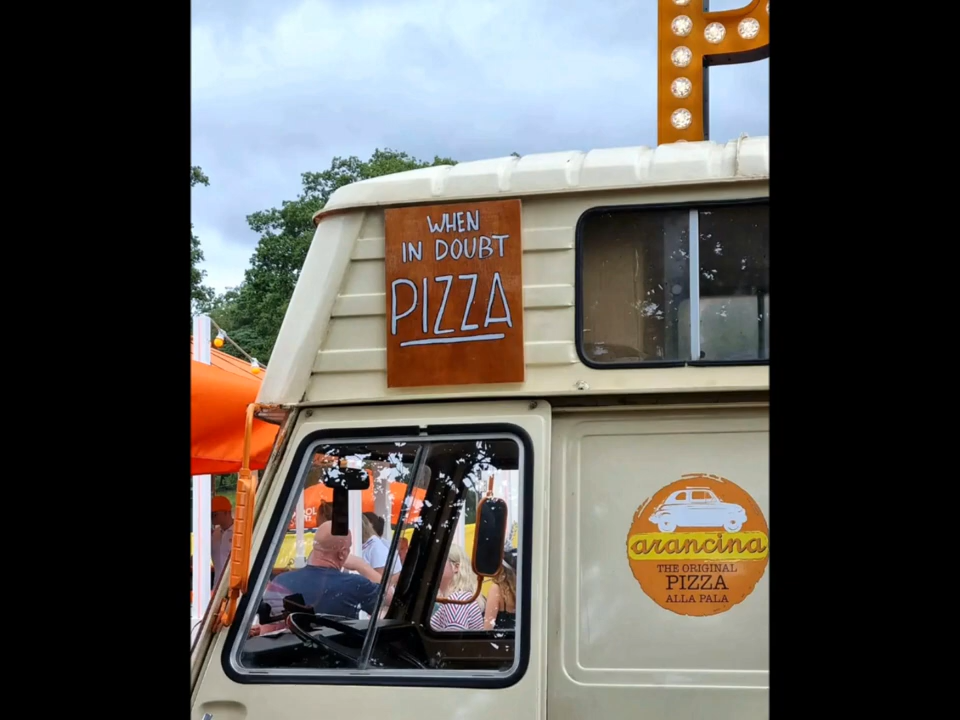 P
WHEN
IN DOUBT
PIZZA
arancina
THE ORIGINAL
PIZZA
ALLA PALA